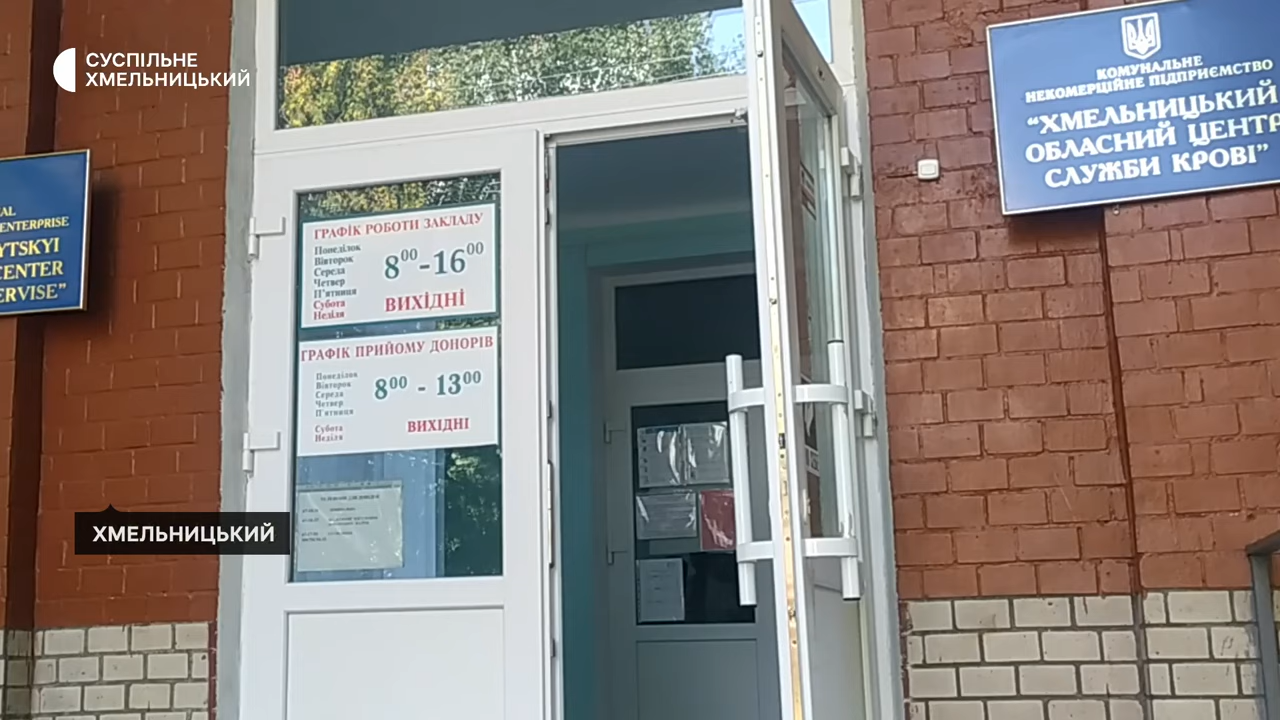 СУСПІЛЬНЕ
ХМЕЛЬНИЦЬКИЙ
КОМУНАЛЬНЕ
НЕКОМЕРЦІЙНЕ ПІДПРИЄМСТВО
“ХМЕЛЬНИЦЬКИЙ
ОБЛАСНИЙ ЦЕНТР
СЛУЖБИ КРОВІ”
AL
ENTERPRISE
YTSKYI
CENTER
ERVISE”
ГРАФІК РОБОТИ ЗАКЛАДУ
Понеділок
Вівторок
Середа
Четвер
П'ятниця
8⁰⁰-16⁰⁰
Субота
Неділя
ВИХІДНІ
ГРАФІК ПРИЙОМУ ДОНОРІВ
Понеділок
Вівторок
Середа
Четвер
П'ятниця
8⁰⁰ - 13⁰⁰
Субота
Неділя
ВИХІДНІ
ХМЕЛЬНИЦЬКИЙ